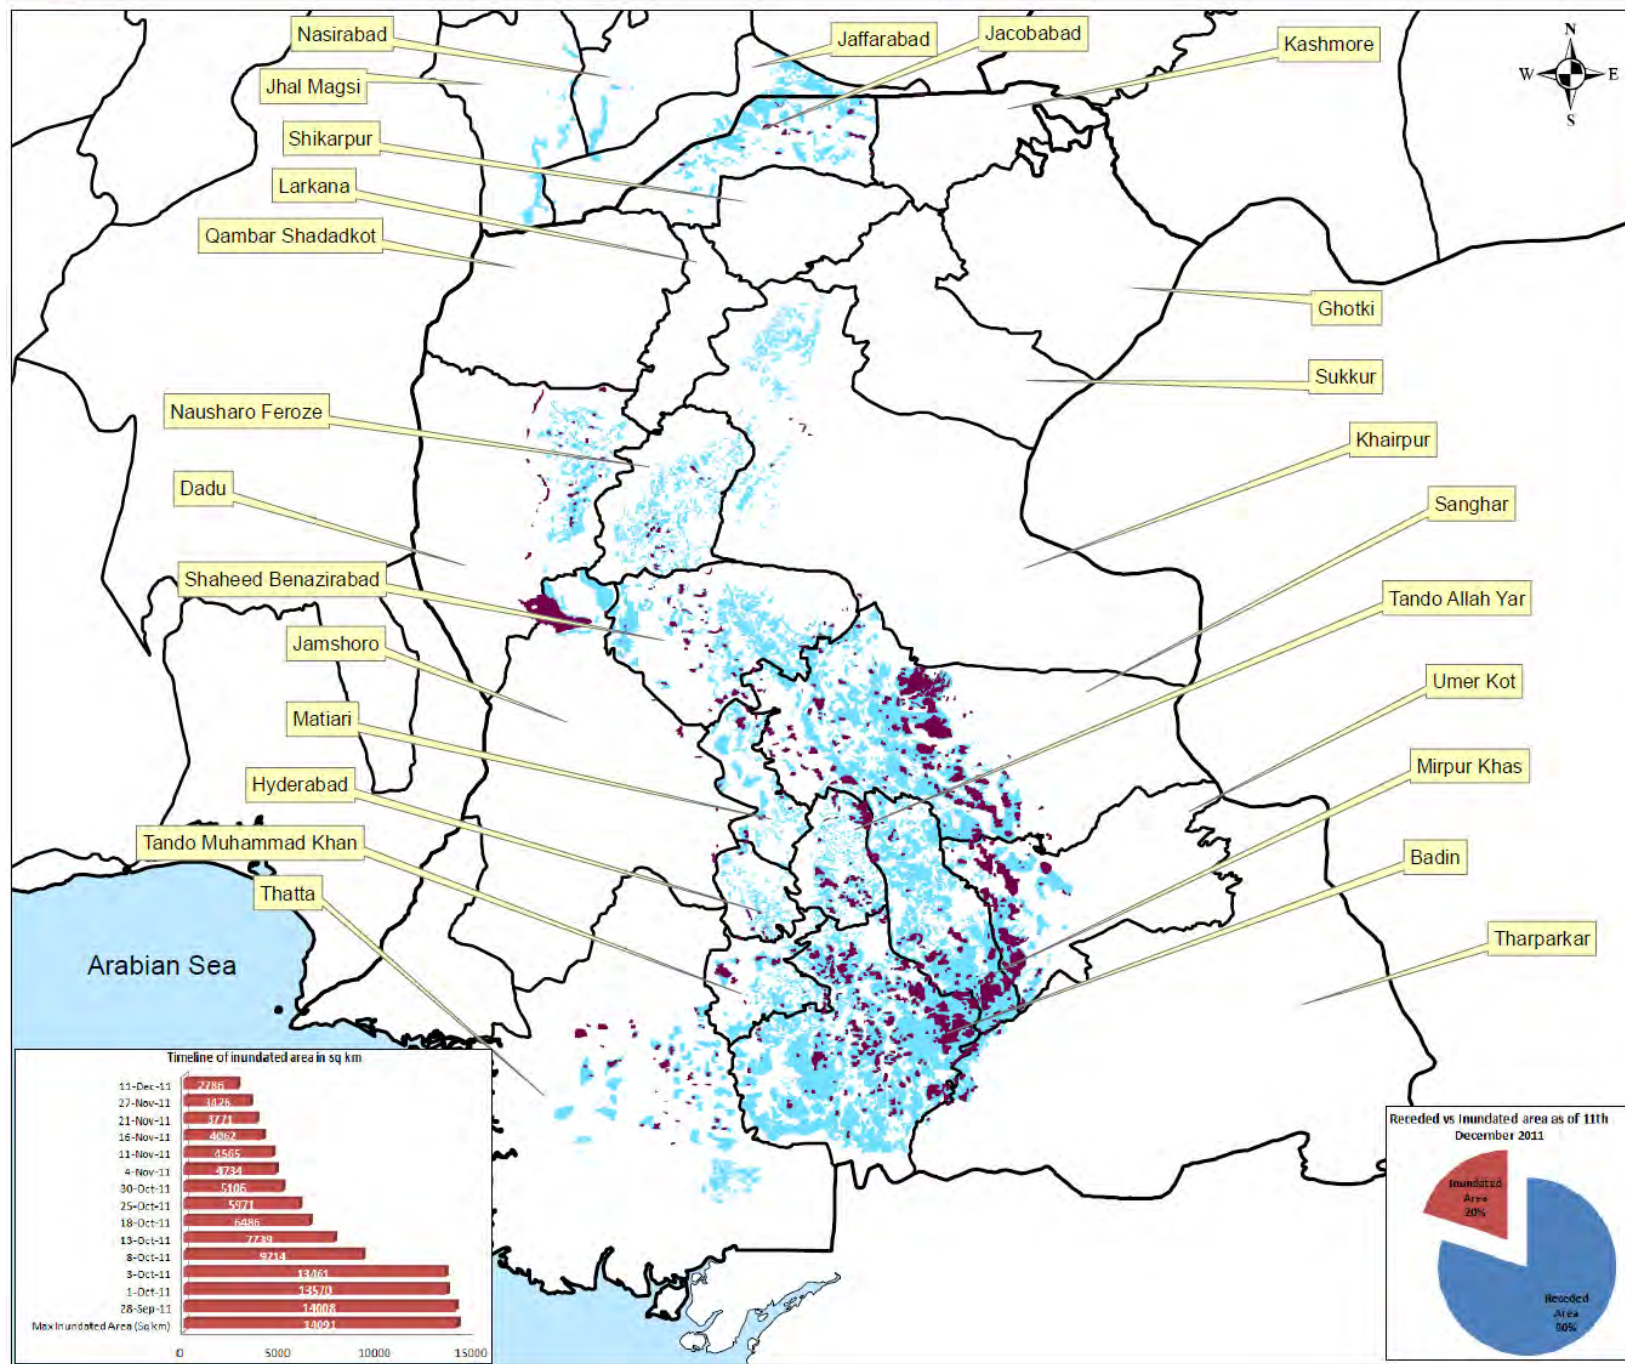 N
W
E
S
Nasirabad
Jaffarabad
Jacobabad
Kashmore
Jhal Magsi
Shikarpur
Larkana
Qambar Shadadkot
Ghotki
Sukkur
Nausharo Feroze
Khairpur
Dadu
Sanghar
Shaheed Benazirabad
Tando Allah Yar
Jamshoro
Umer Kot
Matiari
Mirpur Khas
Hyderabad
Tando Muhammad Khan
Badin
Thatta
Tharparkar
Arabian Sea
Timeline of inundated area in sq km
11-Dec-11 2786
27-Nov-11 3426
21-Nov-11 3771
16-Nov-11 4062
11-Nov-11 4565
4-Nov-11 4734
30-Oct-11 5106
25-Oct-11 5971
18-Oct-11 6486
13-Oct-11 7739
8-Oct-11 9214
3-Oct-11 13461
1-Oct-11 13570
28-Sep-11 14008
Max Inundated Area (Sq km) 14091
0 5000 10000 15000
Receded vs Inundated area as of 11th
December 2011
Inundated
Area
20%
Receded
Area
80%